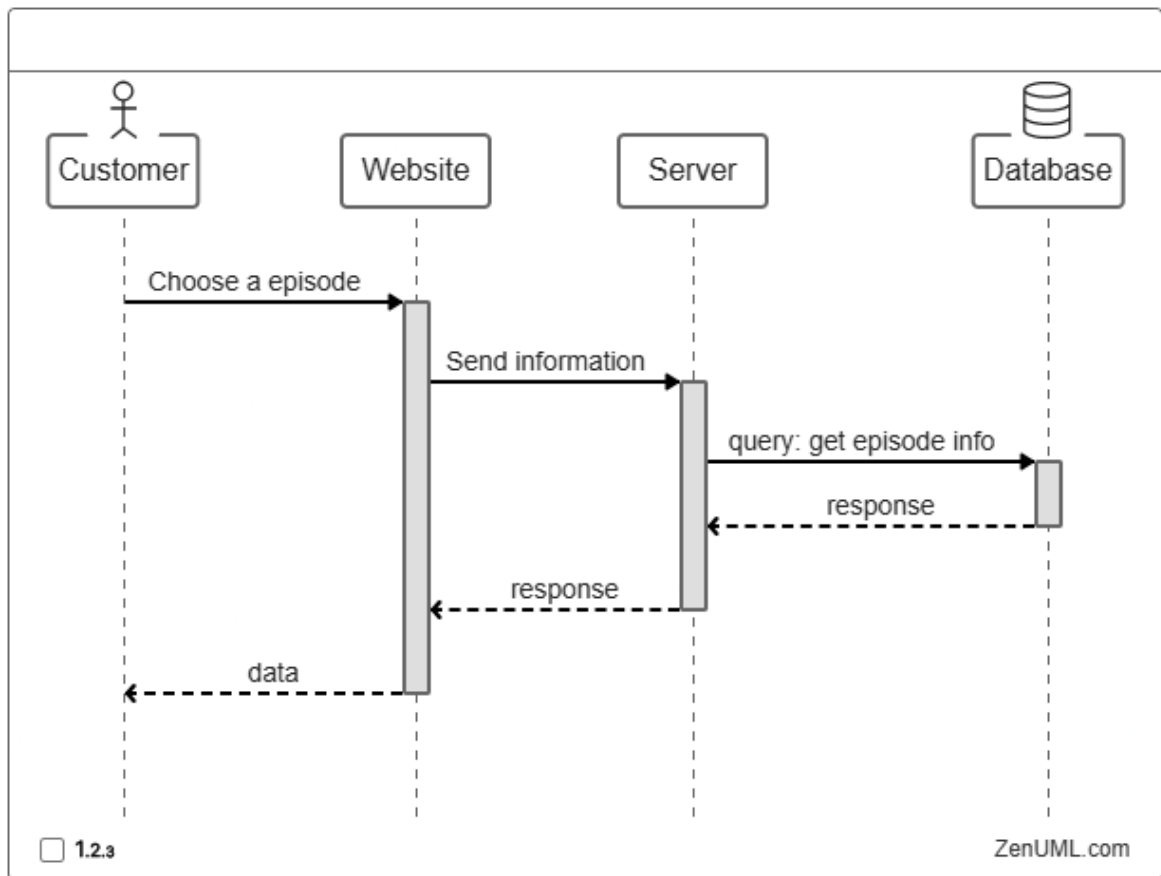 Customer
Website
Server
Database
Choose a episode
Send information
query: get episode info
response
response
data
1.2.3
ZenUML.com